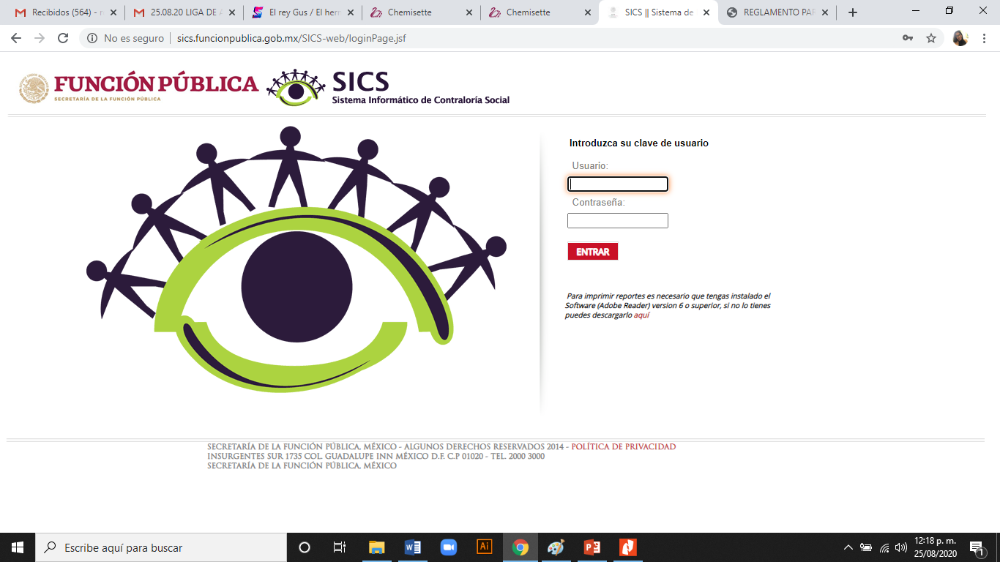 Recibidos (564) - n
25.08.20 LIGA DE A
El rey Gus / El herm
Chemisette
Chemisette
SICS || Sistema de
REGLAMENTO PAR
No es seguro
sics.funcionpublica.gob.mx/SICS-web/loginPage.jsf
FUNCIÓN PÚBLICA
SECRETARÍA DE LA FUNCIÓN PÚBLICA
SICS
Sistema Informático de Contraloría Social
Introduzca su clave de usuario
Usuario:
Contraseña:
ENTRAR
Para imprimir reportes es necesario que tengas instalado el
Software (Adobe Reader) version 6 o superior, si no lo tienes
puedes descargarlo aquí
SECRETARÍA DE LA FUNCIÓN PÚBLICA, MÉXICO - ALGUNOS DERECHOS RESERVADOS 2014 - POLÍTICA DE PRIVACIDAD
INSURGENTES SUR 1735 COL. GUADALUPE INN MÉXICO D.F. C.P 01020 - TEL. 2000 3000
SECRETARÍA DE LA FUNCIÓN PÚBLICA, MÉXICO
Escribe aquí para buscar
Ai
12:18 p. m.
25/08/2020
1